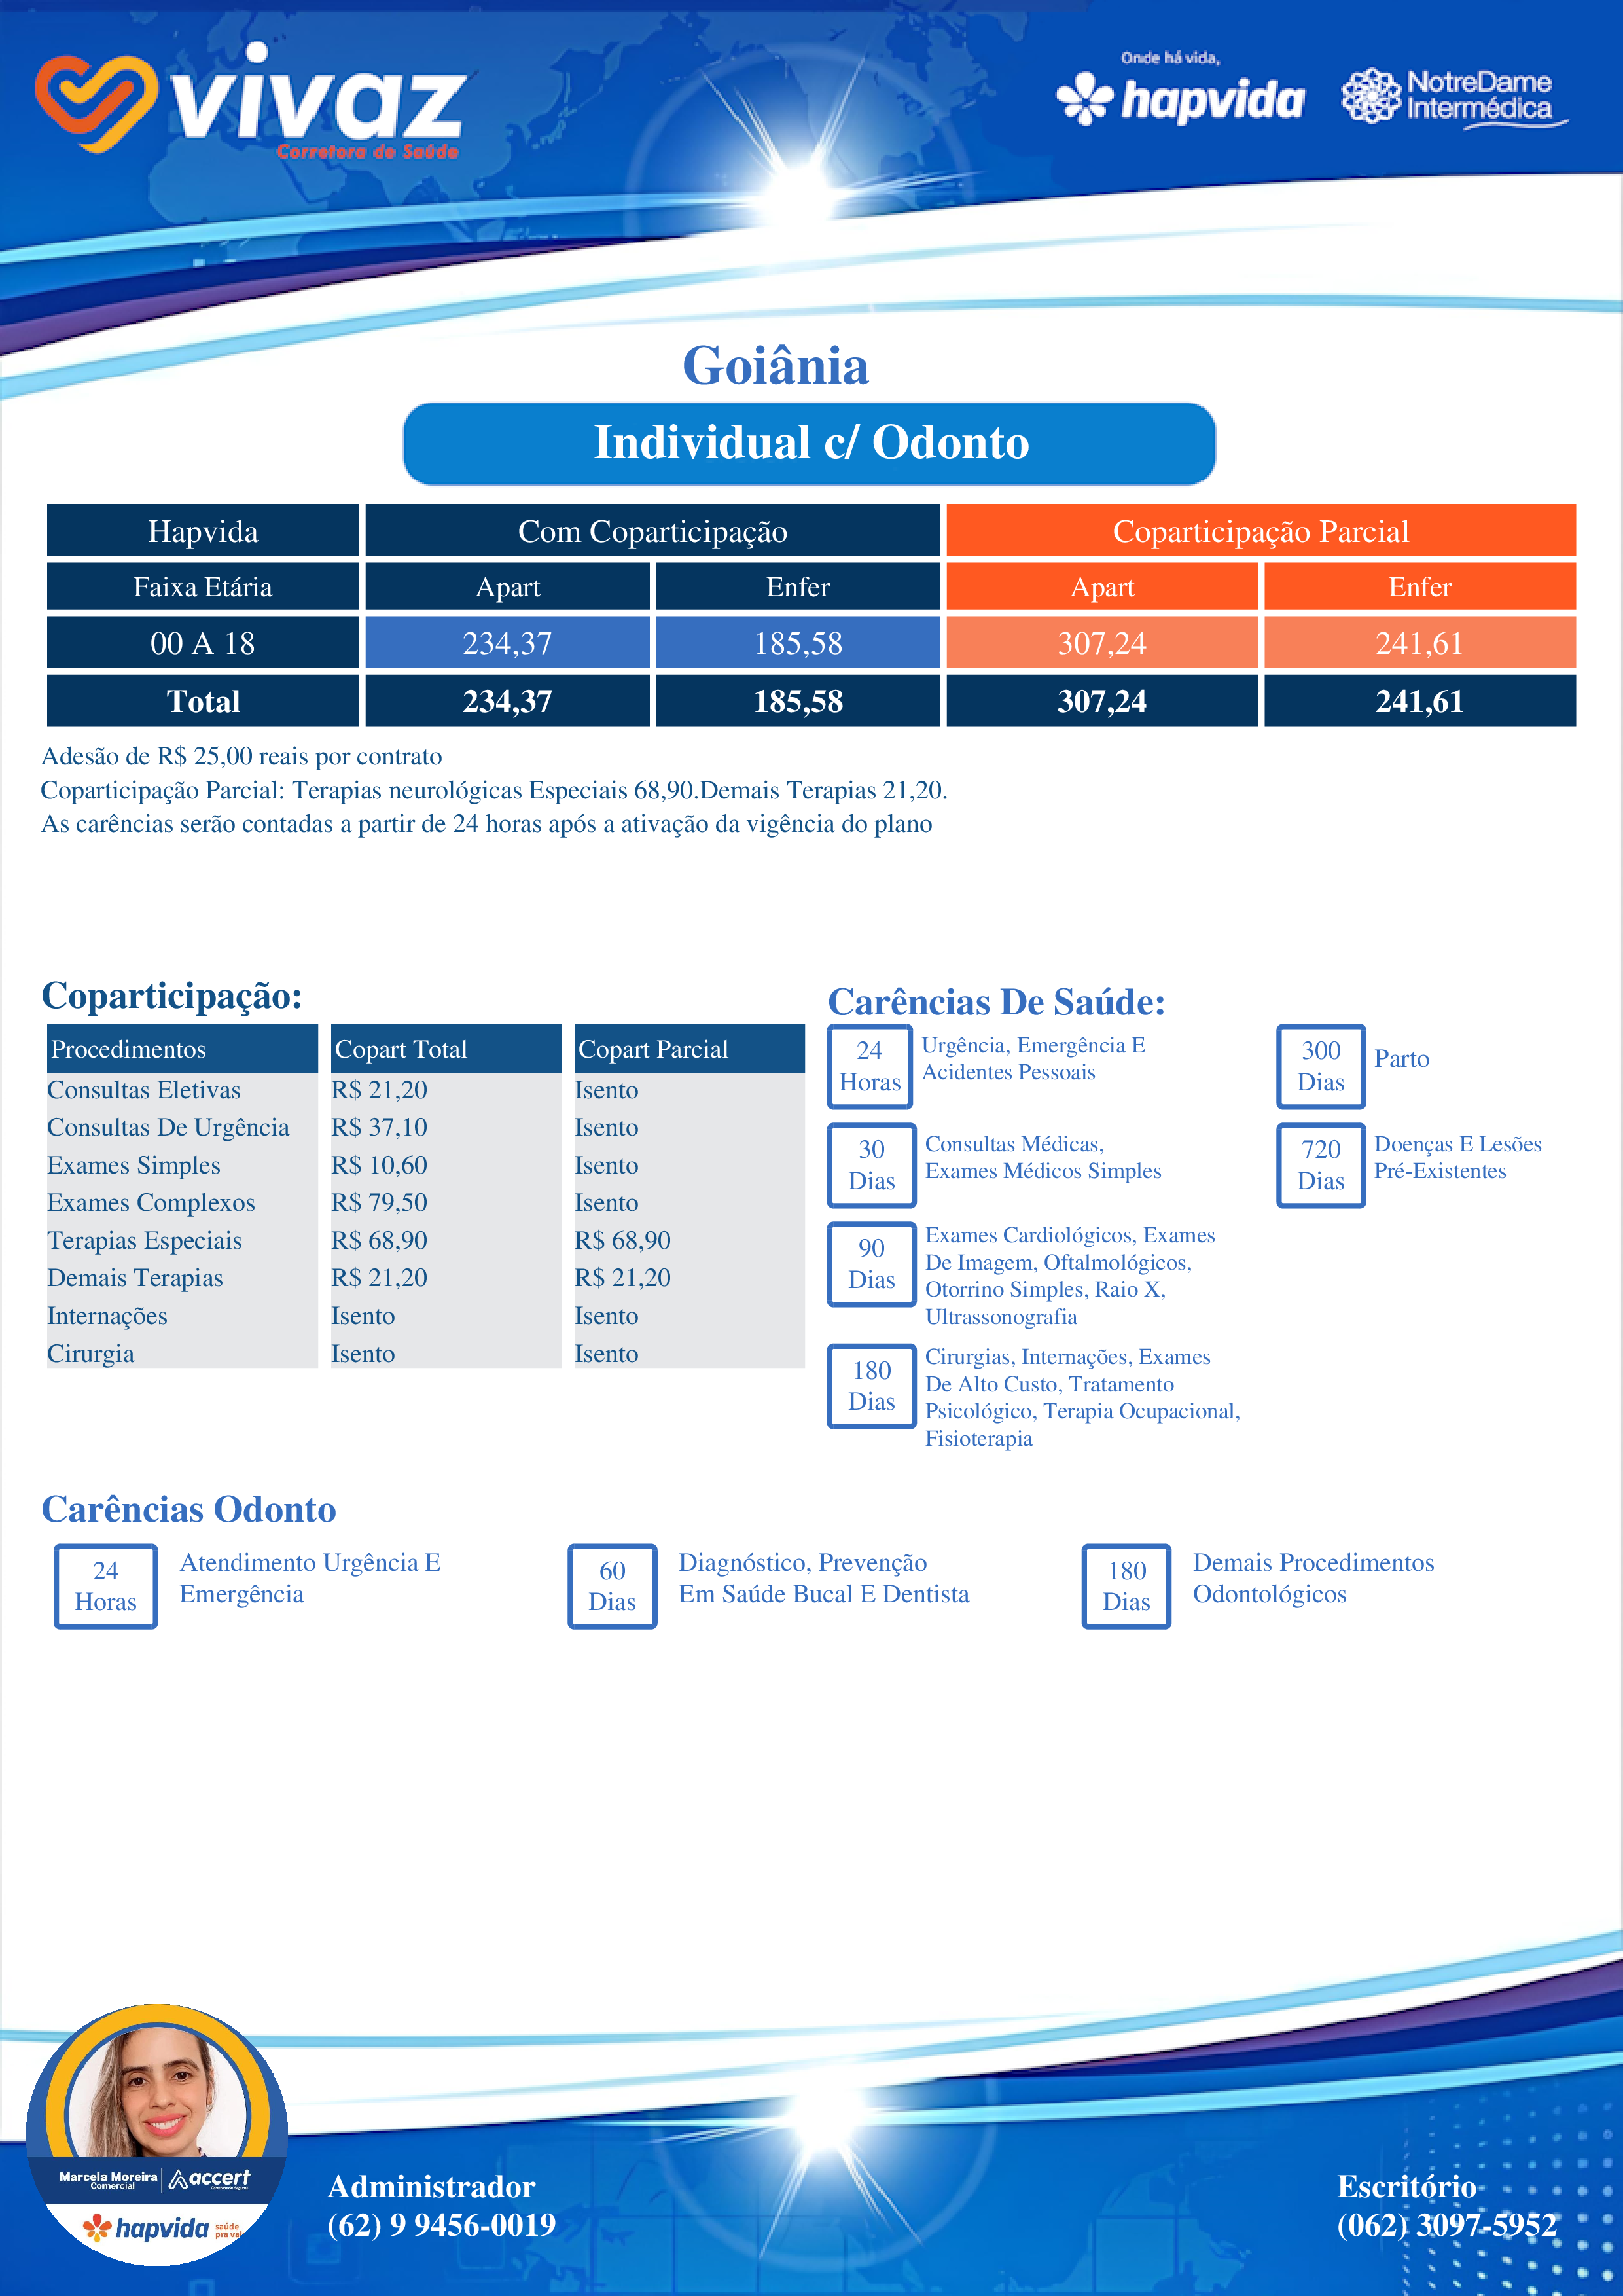 vivaz
Corretora de Saúde
Onde há vida,
hapvida
NotreDame
Intermédica
Goiânia
Individual c/ Odonto
Hapvida Com Coparticipação Coparticipação Parcial
Faixa Etária Apart Enfer Apart Enfer
00 A 18 234,37 185,58 307,24 241,61
Total 234,37 185,58 307,24 241,61
Adesão de R$ 25,00 reais por contrato
Coparticipação Parcial: Terapias neurológicas Especiais 68,90.Demais Terapias 21,20.
As carências serão contadas a partir de 24 horas após a ativação da vigência do plano
Coparticipação:
Procedimentos Copart Total Copart Parcial
Consultas Eletivas R$ 21,20 Isento
Consultas De Urgência R$ 37,10 Isento
Exames Simples R$ 10,60 Isento
Exames Complexos R$ 79,50 Isento
Terapias Especiais R$ 68,90 R$ 68,90
Demais Terapias R$ 21,20 R$ 21,20
Internações Isento Isento
Cirurgia Isento Isento
Carências De Saúde:
24
Horas
Urgência, Emergência E
Acidentes Pessoais
30
Dias
Consultas Médicas,
Exames Médicos Simples
90
Dias
Exames Cardiológicos, Exames
De Imagem, Oftalmológicos,
Otorrino Simples, Raio X,
Ultrassonografia
180
Dias
Cirurgias, Internações, Exames
De Alto Custo, Tratamento
Psicológico, Terapia Ocupacional,
Fisioterapia
300
Dias
Parto
720
Dias
Doenças E Lesões
Pré-Existentes
Carências Odonto
24
Horas
Atendimento Urgência E
Emergência
60
Dias
Diagnóstico, Prevenção
Em Saúde Bucal E Dentista
180
Dias
Demais Procedimentos
Odontológicos
Marcela Moreira
Comercial
accert
hapvida
saúde
pra va
Administrador
(62) 9 9456-0019
Escritório
(062) 3097-5952